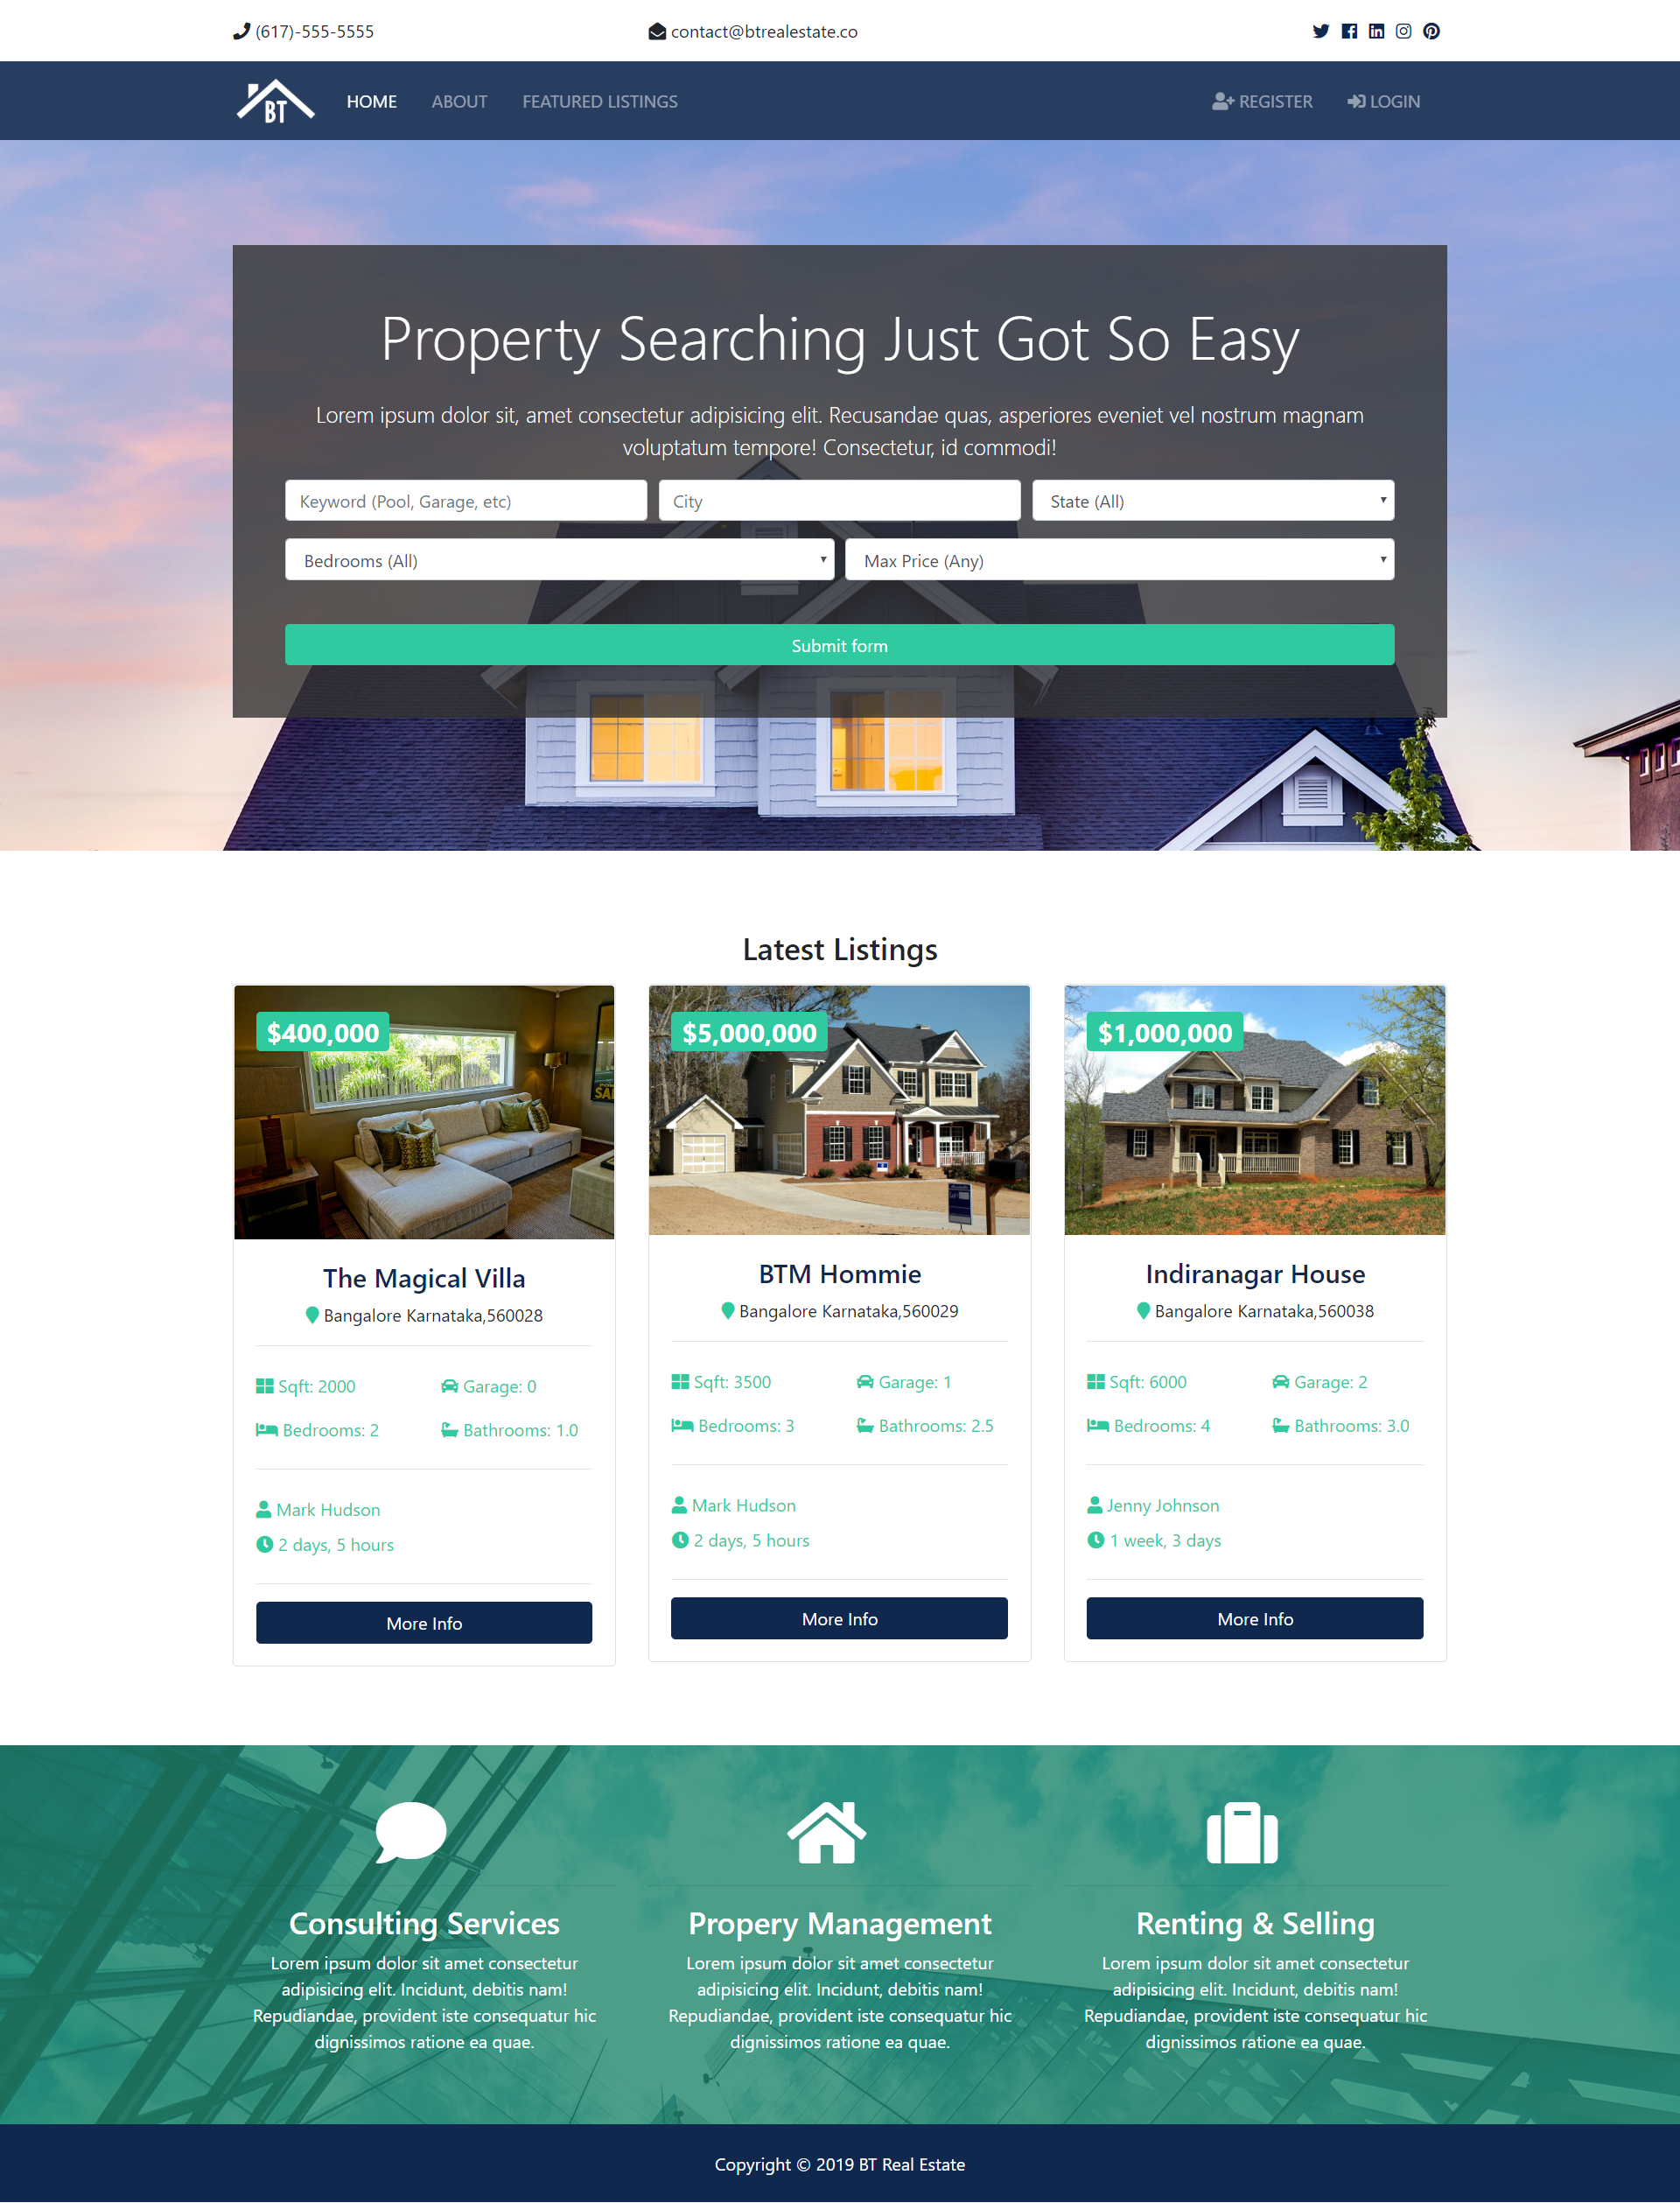 (617)-555-5555
contact@btrealestate.co
BT
HOME
ABOUT
FEATURED LISTINGS
REGISTER
LOGIN
Property Searching Just Got So Easy
Lorem ipsum dolor sit, amet consectetur adipisicing elit. Recusandae quas, asperiores eveniet vel nostrum magnam
voluptatum tempore! Consectetur, id commodi!
Keyword (Pool, Garage, etc)
City
State (All)
Bedrooms (All)
Max Price (Any)
Submit form
Latest Listings
$400,000
The Magical Villa
Bangalore Karnataka,560028
Sqft: 2000
Garage: 0
Bedrooms: 2
Bathrooms: 1.0
Mark Hudson
2 days, 5 hours
More Info
$5,000,000
BTM Hommie
Bangalore Karnataka,560029
Sqft: 3500
Garage: 1
Bedrooms: 3
Bathrooms: 2.5
Mark Hudson
2 days, 5 hours
More Info
$1,000,000
Indiranagar House
Bangalore Karnataka,560038
Sqft: 6000
Garage: 2
Bedrooms: 4
Bathrooms: 3.0
Jenny Johnson
1 week, 3 days
More Info
Consulting Services
Lorem ipsum dolor sit amet consectetur
adipisicing elit. Incidunt, debitis nam!
Repudiandae, provident iste consequatur hic
dignissimos ratione ea quae.
Propery Management
Lorem ipsum dolor sit amet consectetur
adipisicing elit. Incidunt, debitis nam!
Repudiandae, provident iste consequatur hic
dignissimos ratione ea quae.
Renting & Selling
Lorem ipsum dolor sit amet consectetur
adipisicing elit. Incidunt, debitis nam!
Repudiandae, provident iste consequatur hic
dignissimos ratione ea quae.
Copyright © 2019 BT Real Estate